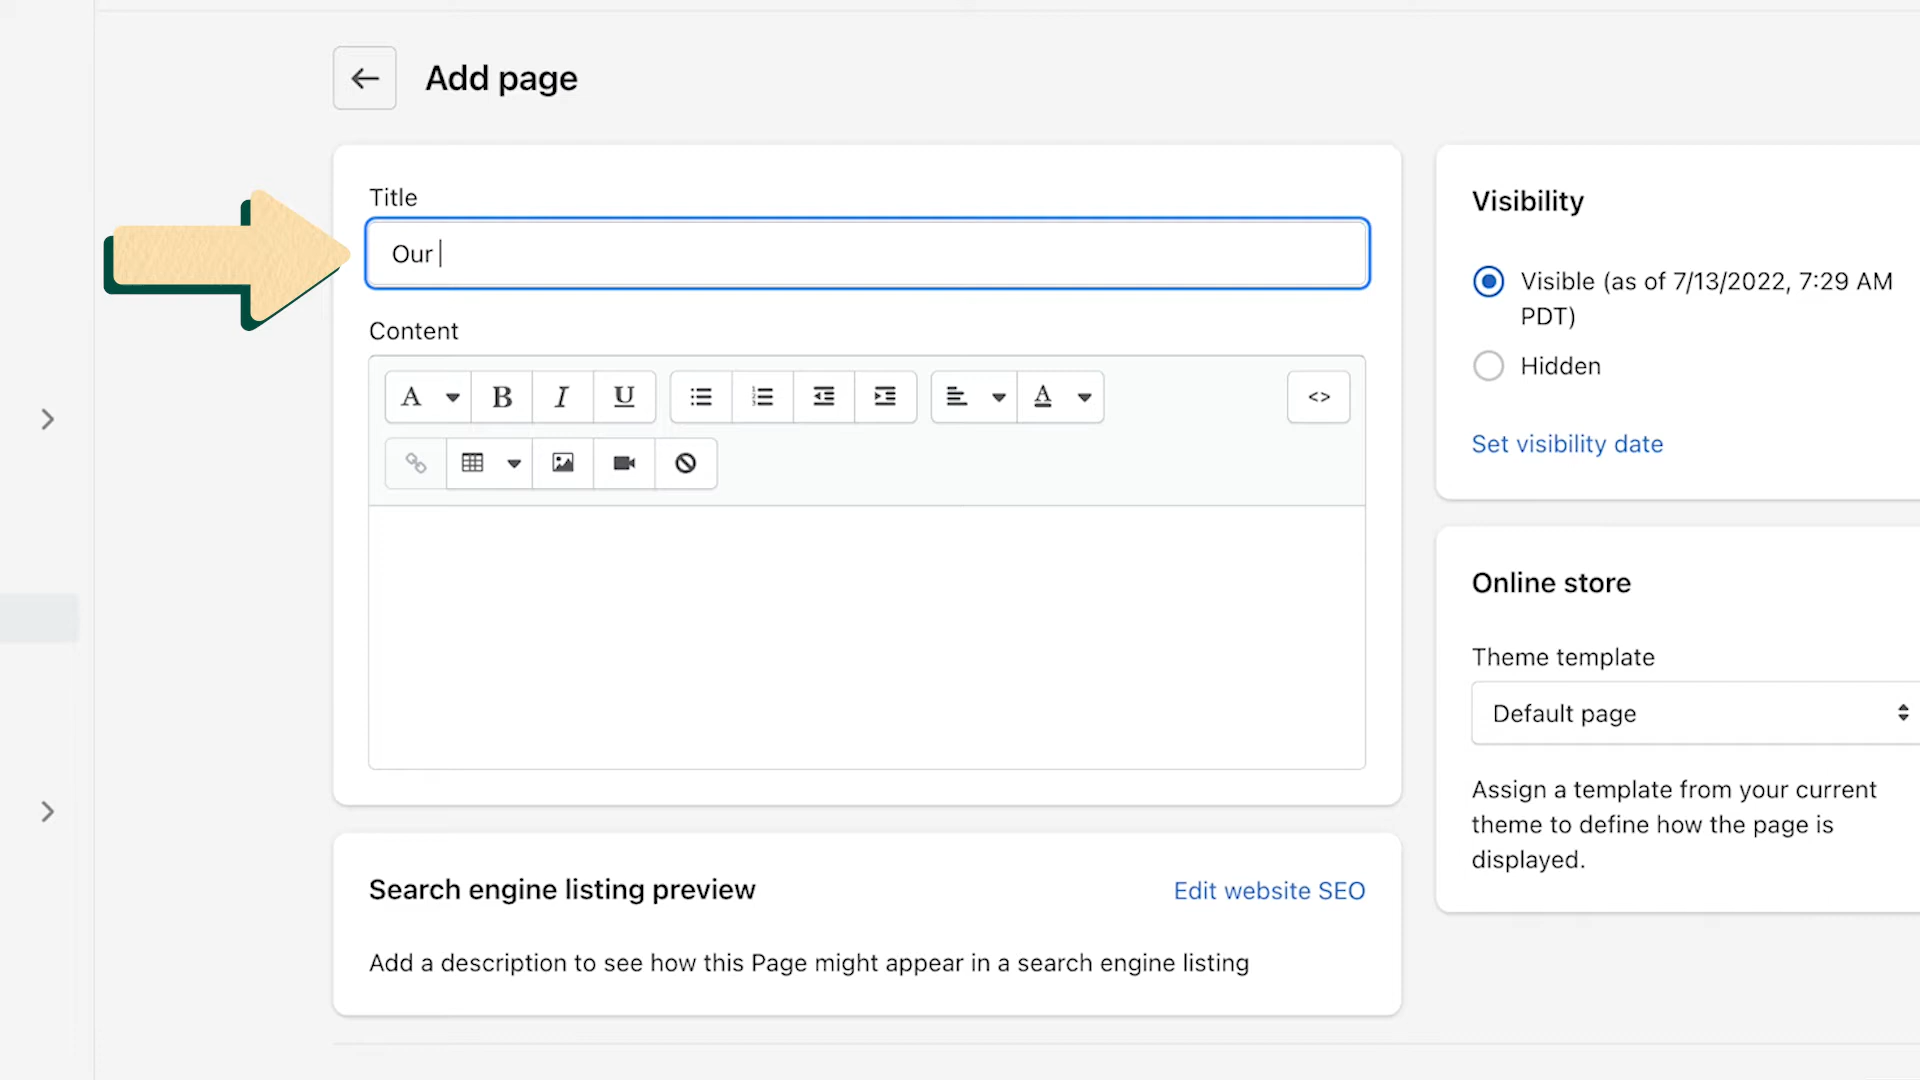 Add page
Title
Our
Content
A
B
I
U
A
<>
Search engine listing preview
Edit website SEO
Add a description to see how this Page might appear in a search engine listing
Visibility
Visible (as of 7/13/2022, 7:29 AM
PDT)
Hidden
Set visibility date
Online store
Theme template
Default page
Assign a template from your current
theme to define how the page is
displayed.